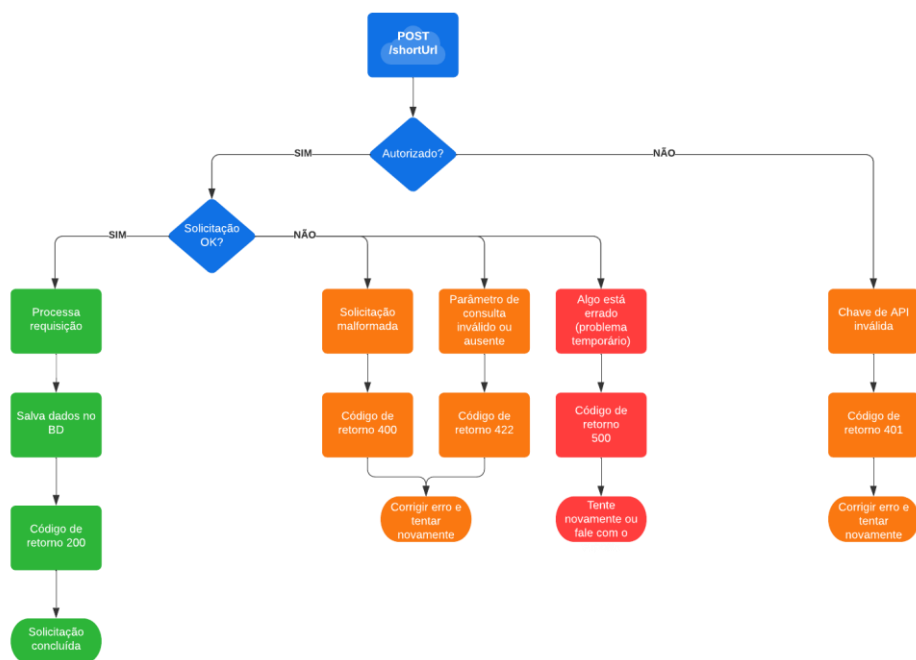 POST
/shortUrl
Autorizado?
SIM
NÃO
Solicitação
OK?
SIM
NÃO
Processa
requisição
Solicitação
malformada
Parâmetro de
consulta
inválido ou
ausente
Algo está
errado
(problema
temporário)
Chave de API
inválida
Salva dados no
BD
Código de
retorno 400
Código de
retorno 422
Código de
retorno
500
Código de
retorno 401
Corrigir erro e
tentar
novamente
Tente
novamente ou
fale com o
Corrigir erro e
tentar
novamente
Código de
retorno 200
Solicitação
concluída